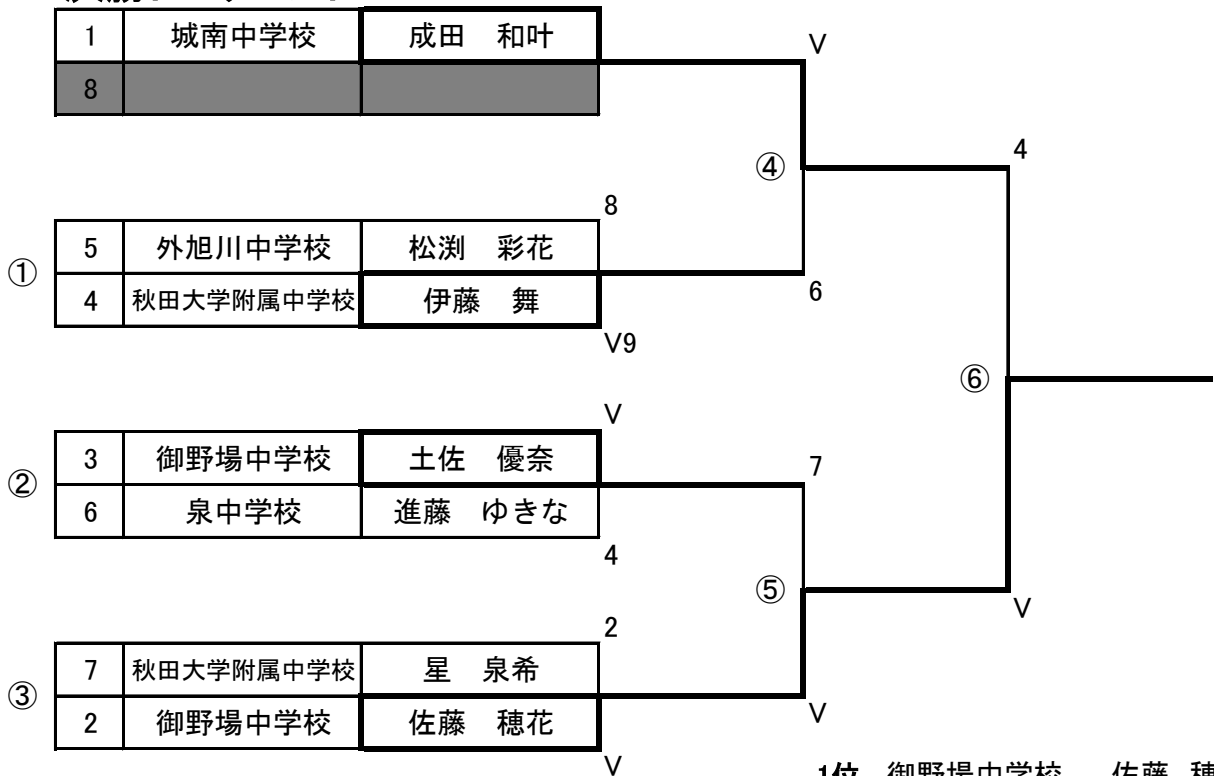 1 城南中学校 成田 和叶
V
8
④
4
8
5 外旭川中学校 松渕 彩花
①
4 秋田大学附属中学校 伊藤 舞
6
V9
⑥
V
3 御野場中学校 土佐 優奈
7
②
6 泉中学校 進藤 ゆきな
4
⑤
V
2
7 秋田大学附属中学校 星 泉希
③
2 御野場中学校 佐藤 穂花
V
V
1位 御野場中学校 佐藤 穂